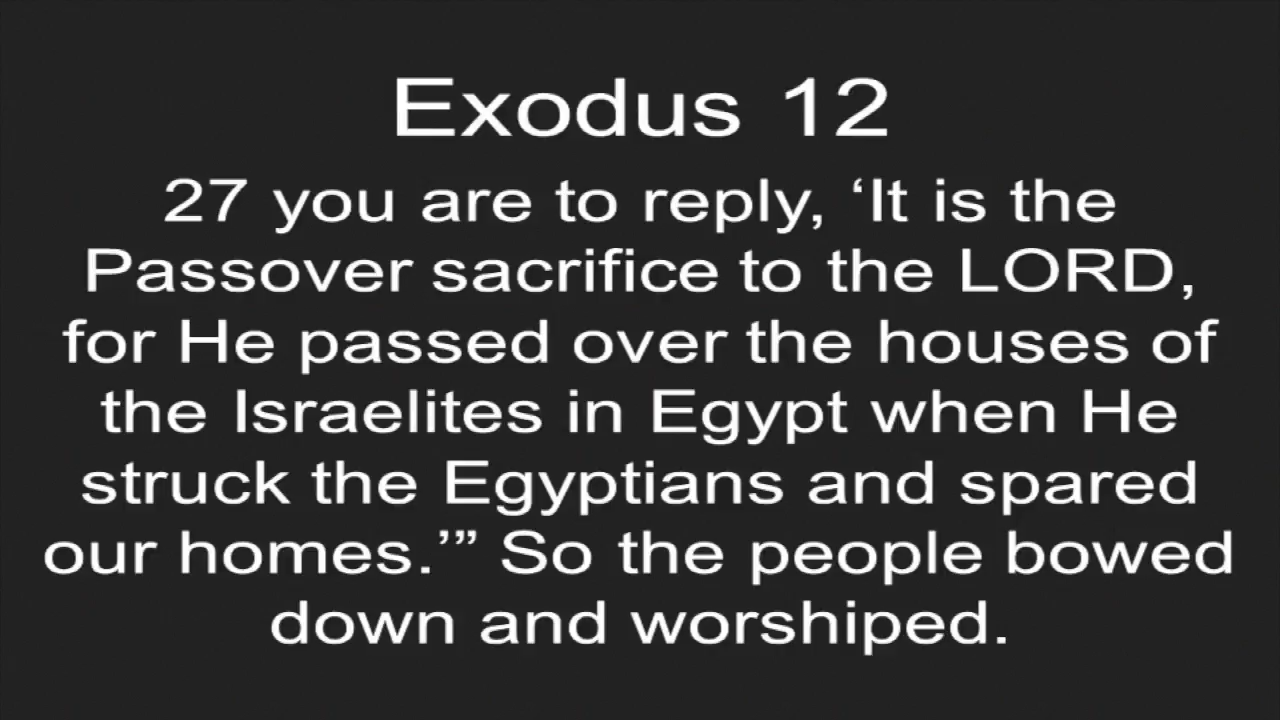 Exodus 12
27 you are to reply, ‘It is the
Passover sacrifice to the LORD,
for He passed over the houses of
the Israelites in Egypt when He
struck the Egyptians and spared
our homes.’” So the people bowed
down and worshiped.